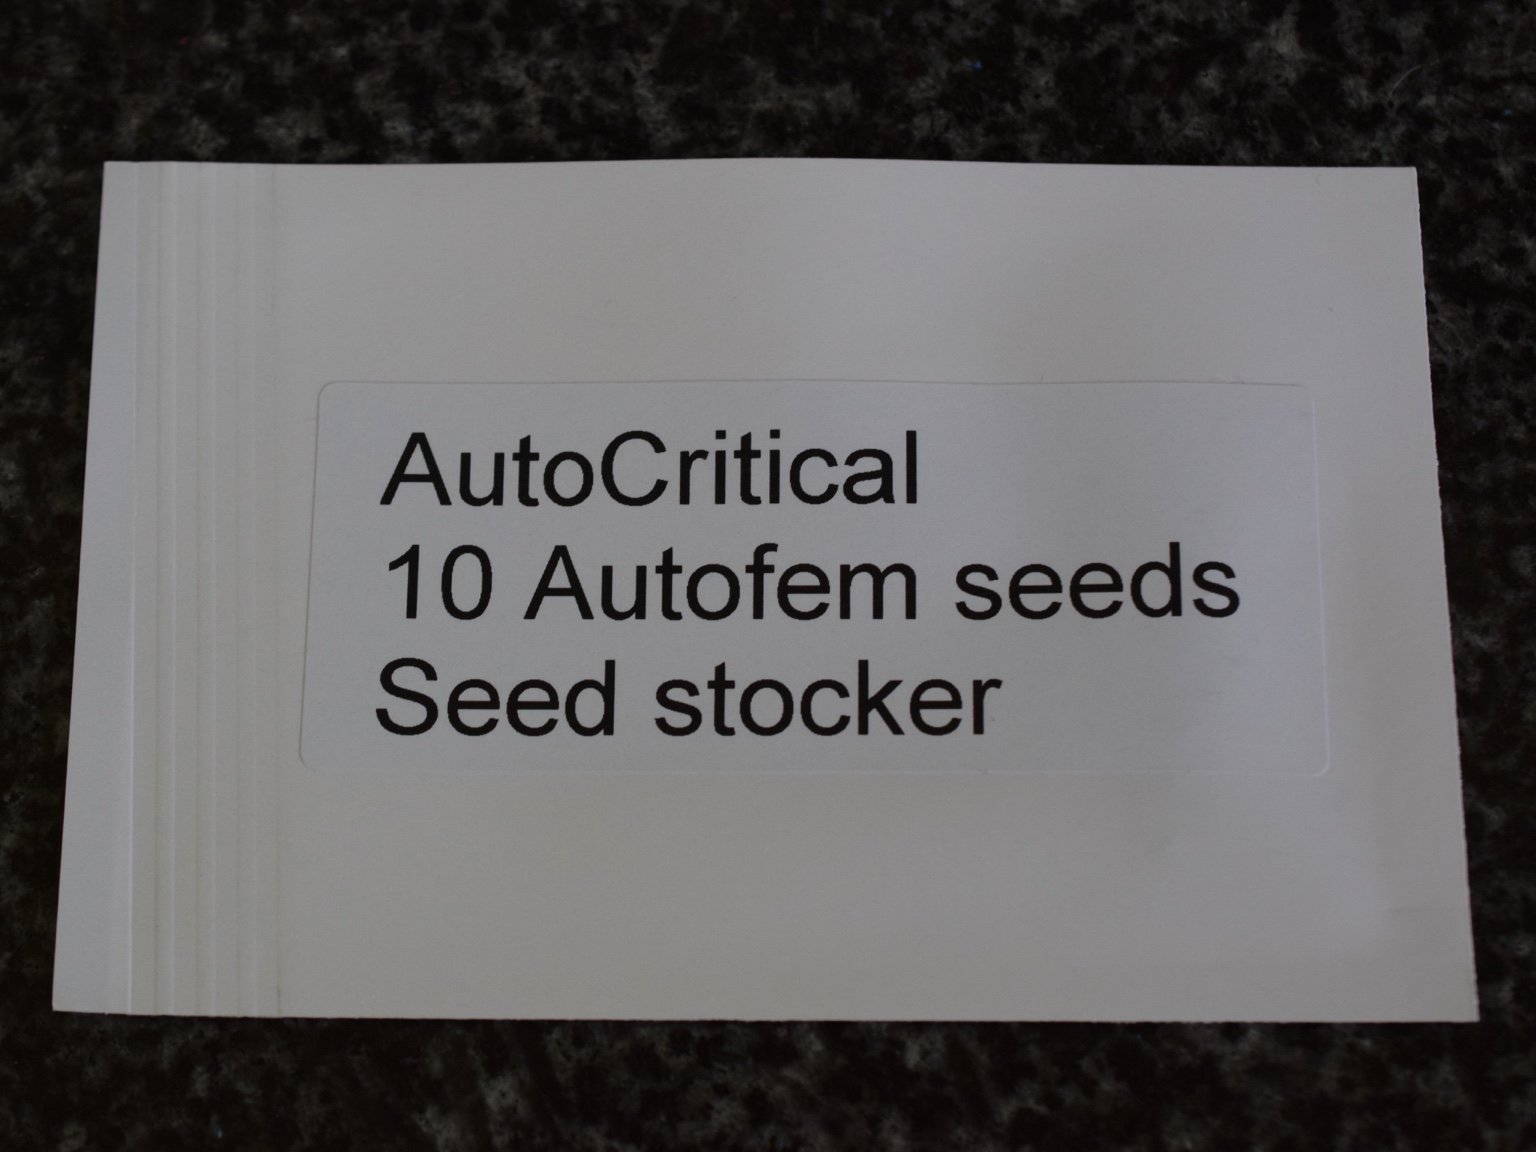 AutoCritical
10 Autofem seeds
Seed stocker